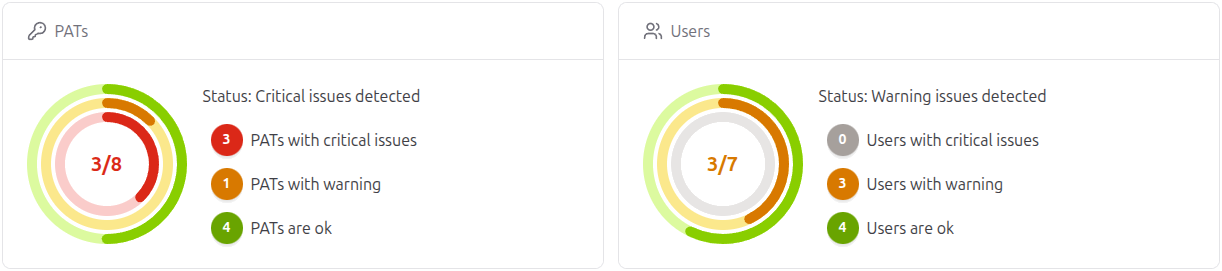 PATs
3/8
Status: Critical issues detected
3 PATs with critical issues
1 PATs with warning
4 PATs are ok
Users
3/7
Status: Warning issues detected
0 Users with critical issues
3 Users with warning
4 Users are ok